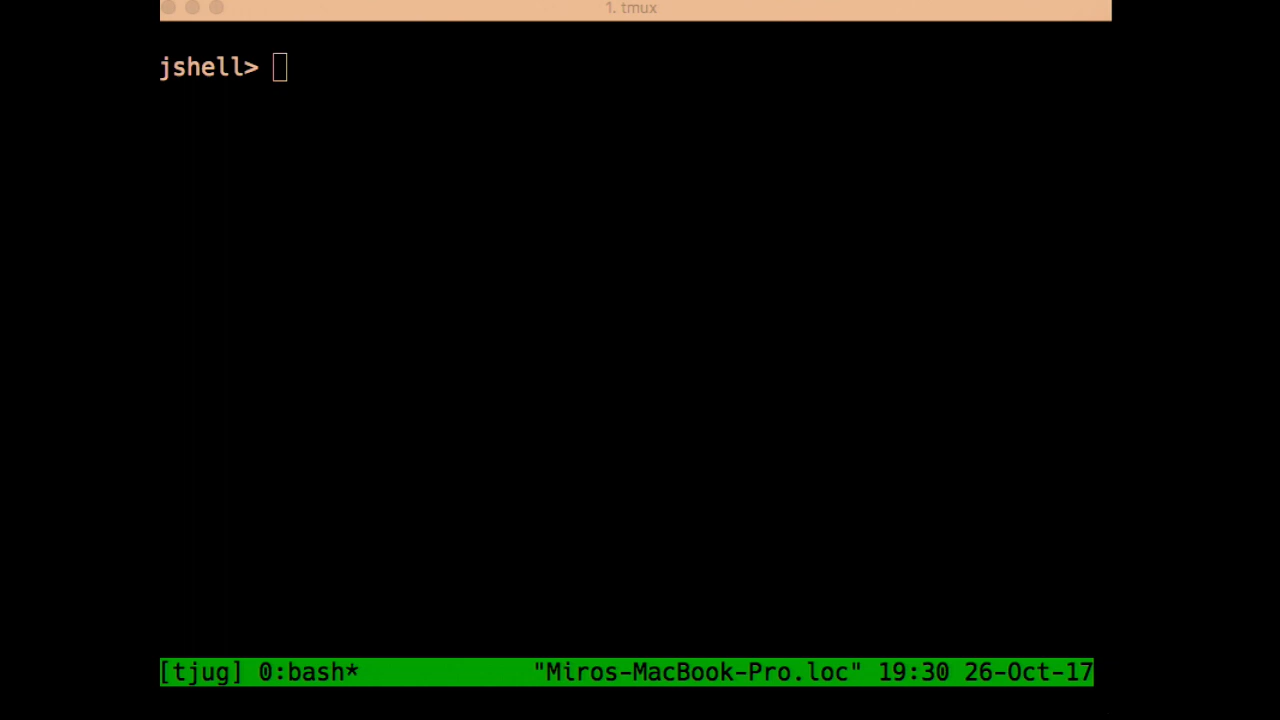 1. tmux
jshell>
[tjug] 0:bash* "Miros-MacBook-Pro.loc" 19:30 26-Oct-17